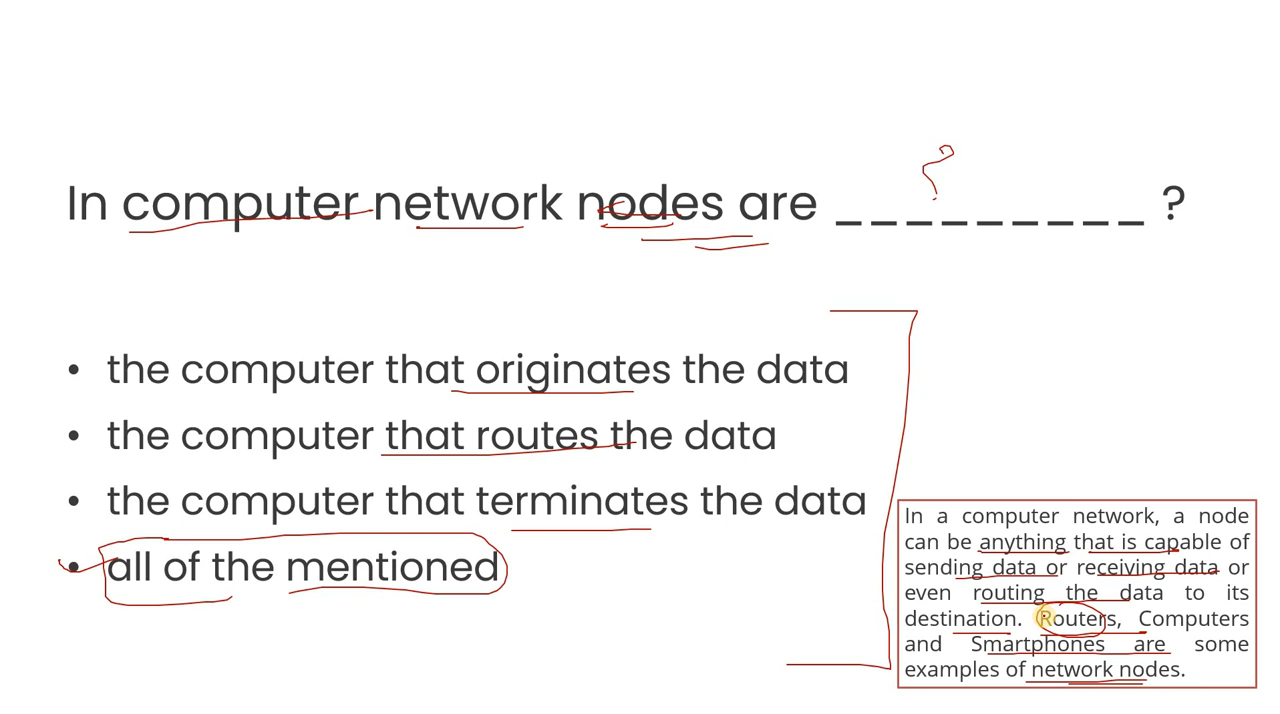 In computer network nodes are _ _ _ _ _ _ _ _ _ ?
?
• the computer that originates the data
• the computer that routes the data
• the computer that terminates the data
• all of the mentioned
In a computer network, a node
can be anything that is capable of
sending data or receiving data or
even routing the data to its
destination. Routers, Computers
and Smartphones are some
examples of network nodes.